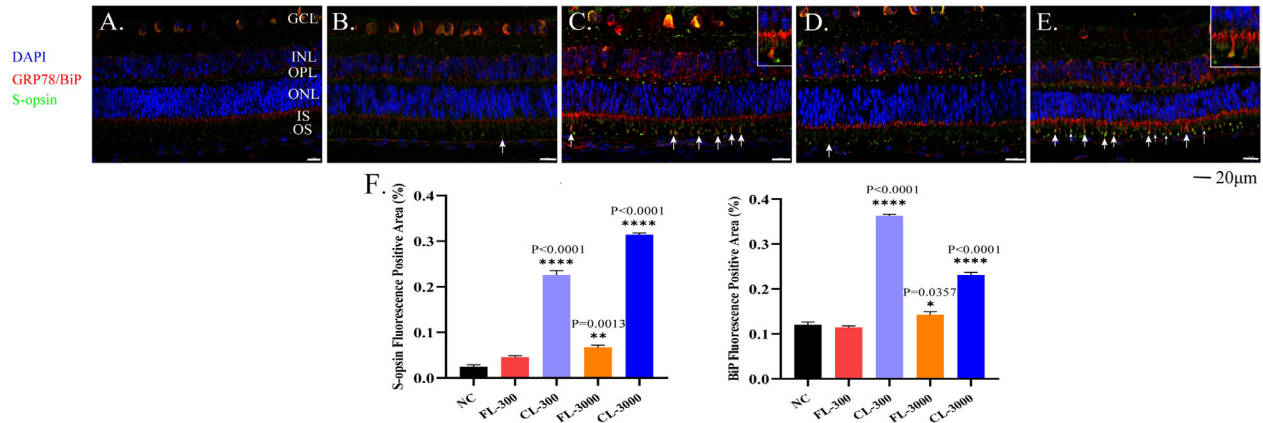 A.
B.
C.
D.
E.
GCL
INL
OPL
ONL
IS
OS
DAPI
GRP78/BiP
S-opsin
20μm
F.
S-opsin Fluorescence Positive Area (%)
0.4
0.3
0.2
0.1
0.0
P<0.0001
****
P=0.0013
**
P<0.0001
****
NC
FL-300
CL-300
FL-3000
CL-3000
BiP Fluorescence Positive Area (%)
0.4
0.3
0.2
0.1
0.0
P<0.0001
****
P=0.0357
*
P<0.0001
****
NC
FL-300
CL-300
FL-3000
CL-3000